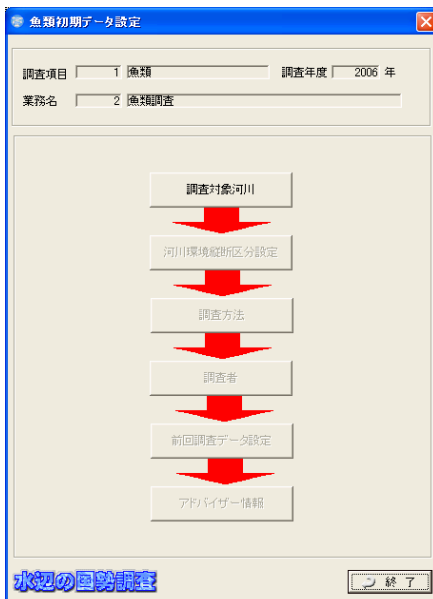 魚類初期データ設定
調査項目 1 魚類 調査年度 2006 年
業務名 2 魚類調査
調査対象河川
河川環境縦断区分設定
調査方法
調査者
前回調査データ設定
アドバイザー情報
水辺の国勢調査
終 了